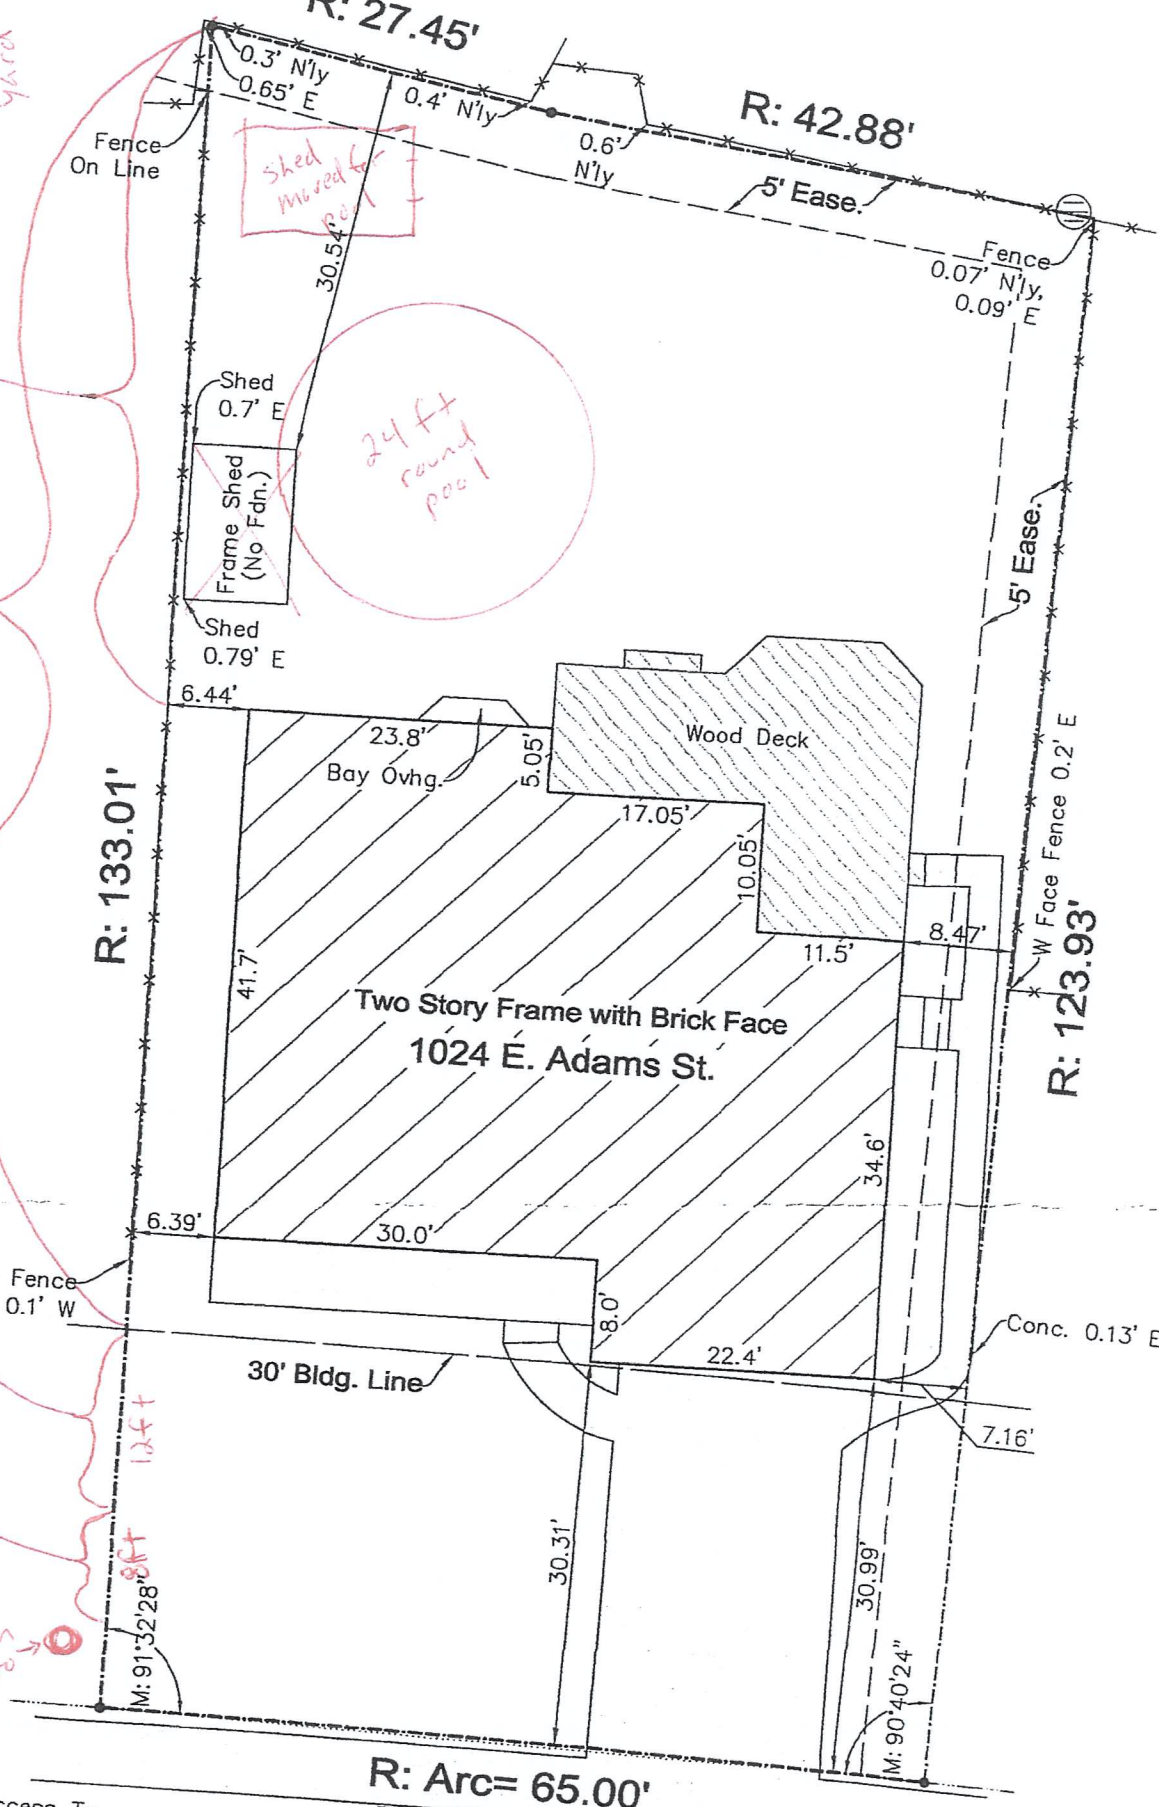 R: 27.45'
yard
0.3' N'ly
0.65' E
0.4' N'ly
R: 42.88'
0.6'
N'ly
5' Ease.
Fence
On Line
shed
moved for
pool
30.54'
Fence
0.07' N'ly,
0.09' E
Shed
0.7' E
24 ft
round
pool
Frame Shed
(No Fdn.)
5' Ease.
Shed
0.79' E
6.44'
23.8'
Bay Ovhg.
5.05'
Wood Deck
17.05'
10.05'
W Face Fence 0.2' E
R: 133.01'
8.47'
11.5'
41.7'
R: 123.93'
Two Story Frame with Brick Face
1024 E. Adams St.
34.6'
6.39'
30.0'
Fence
0.1' W
8.0'
Conc. 0.13' E
22.4'
30' Bldg. Line
7.16'
12ft
8ft
30.31'
30.99'
M: 91°32'28"
M: 90°40'24"
R: Arc= 65.00'